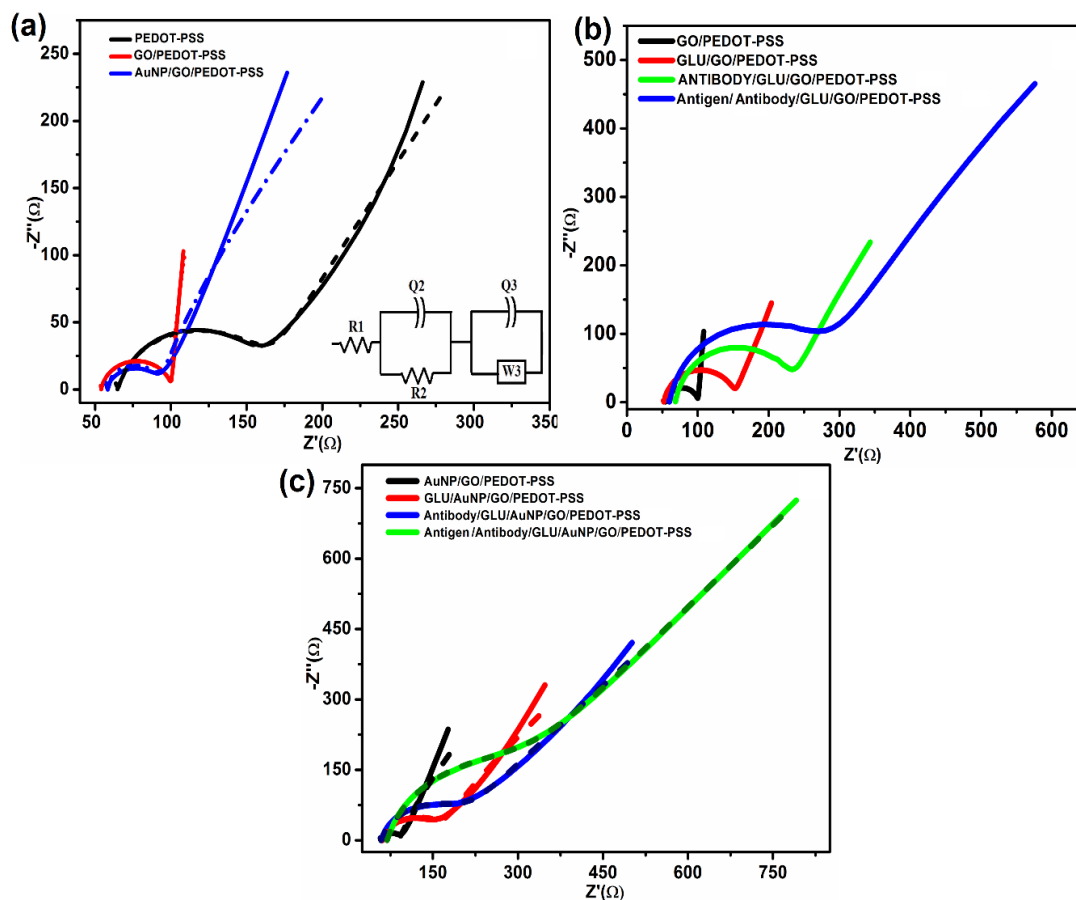 (a)
PEDOT-PSS
GO/PEDOT-PSS
AuNP/GO/PEDOT-PSS
250
200
150
100
50
0
-Z''(Ω)
50 100 150 200 250 300 350
Z'(Ω)
R1
Q2
R2
Q3
W3
(b)
GO/PEDOT-PSS
GLU/GO/PEDOT-PSS
ANTIBODY/GLU/GO/PEDOT-PSS
Antigen/ Antibody/GLU/GO/PEDOT-PSS
500
400
300
200
100
0
-Z''(Ω)
0 100 200 300 400 500 600
Z'(Ω)
(c)
AuNP/GO/PEDOT-PSS
GLU/AuNP/GO/PEDOT-PSS
Antibody/GLU/AuNP/GO/PEDOT-PSS
Antigen/Antibody/GLU/AuNP/GO/PEDOT-PSS
750
600
450
300
150
0
-Z''(Ω)
150 300 450 600 750
Z'(Ω)